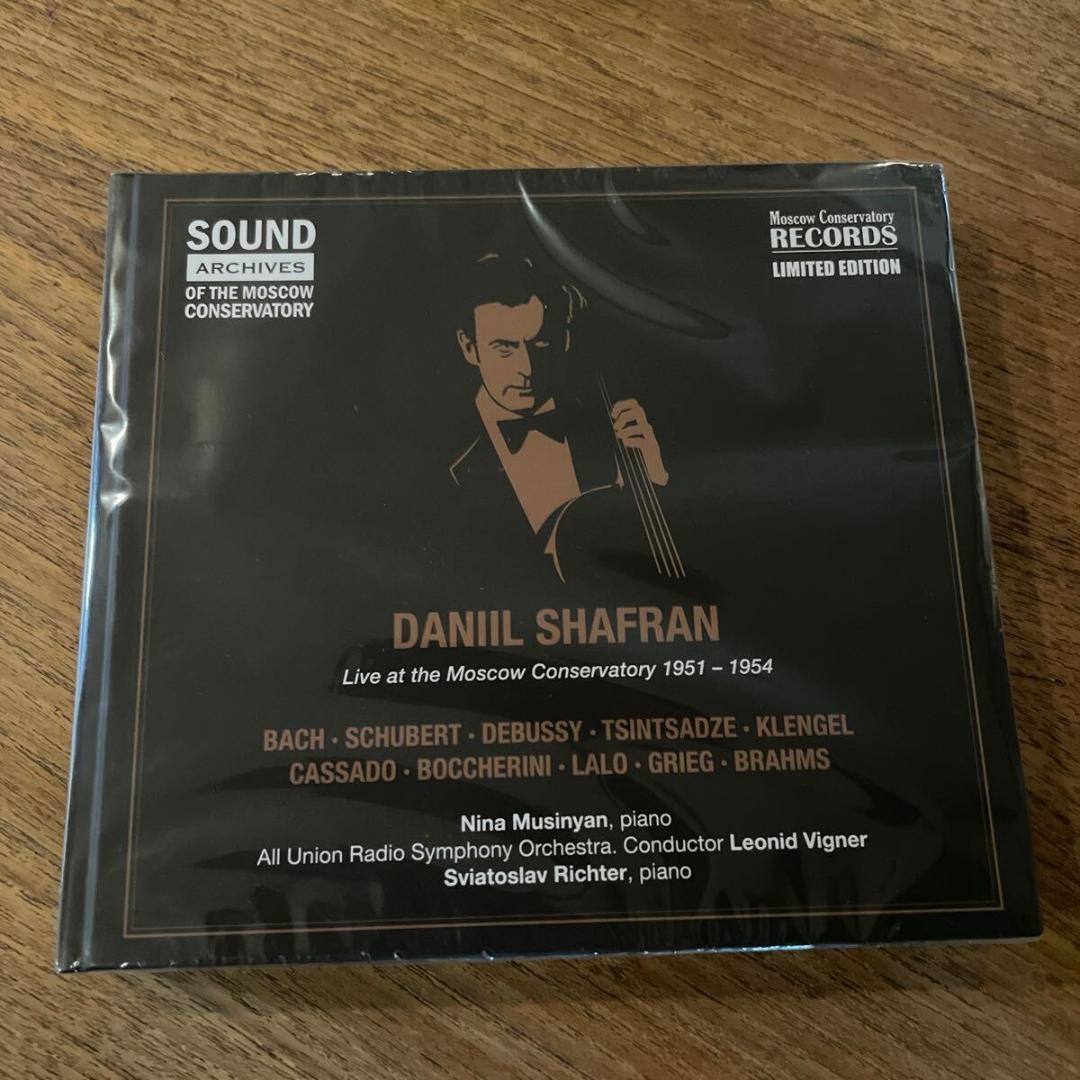 SOUND
ARCHIVES
OF THE MOSCOW
CONSERVATORY
Moscow Conservatory
RECORDS
LIMITED EDITION
DANIIL SHAFRAN
Live at the Moscow Conservatory 1951 – 1954
BACH · SCHUBERT · DEBUSSY · TSINTSADZE · KLENGEL
CASSADO · BOCCHERINI · LALO · GRIEG · BRAHMS
Nina Musinyan, piano
All Union Radio Symphony Orchestra. Conductor Leonid Vigner
Sviatoslav Richter, piano